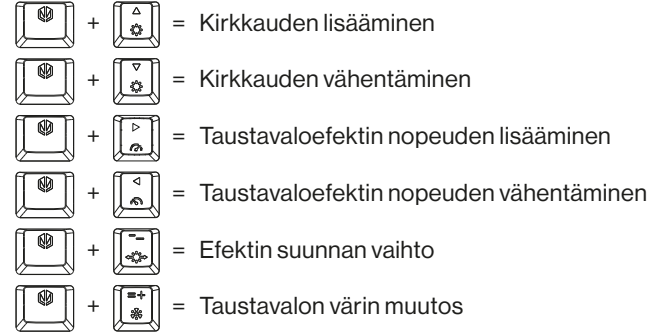 + = Kirkkauden lisääminen
+ = Kirkkauden vähentäminen
+ = Taustavaloefektin nopeuden lisääminen
+ = Taustavaloefektin nopeuden vähentäminen
+ -_ = Efektin suunnan vaihto
+ =+ = Taustavalon värin muutos